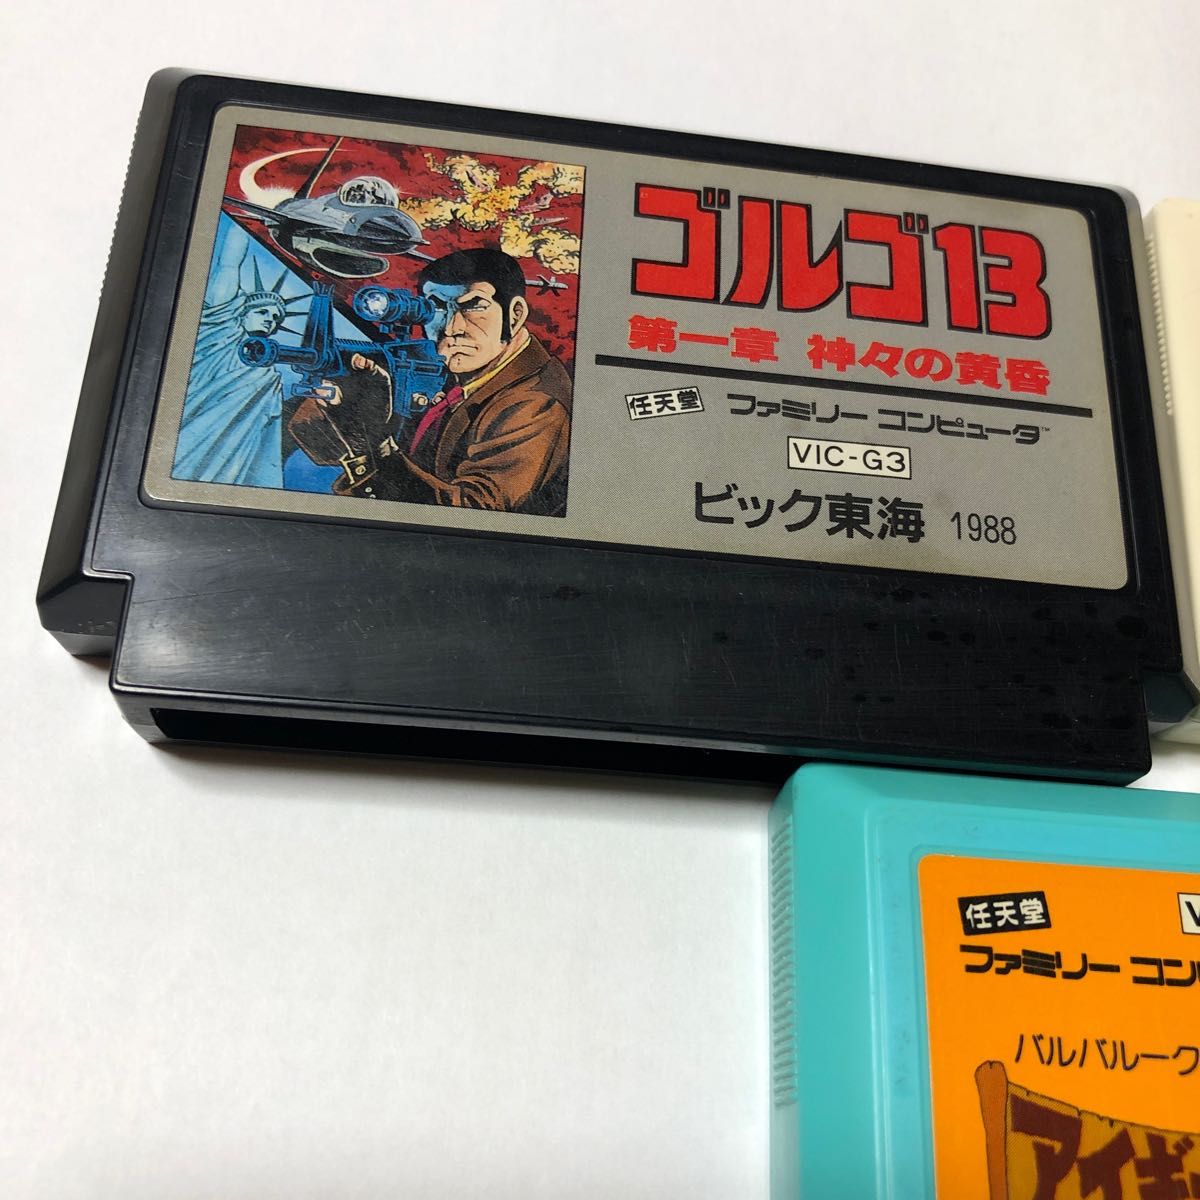 ゴルゴ13
第一章 神々の黄昏
任天堂 ファミリー コンピュータ™
VIC-G3
ビック東海 1988
任天堂
ファミリー コン
バルバルーク
アイギ